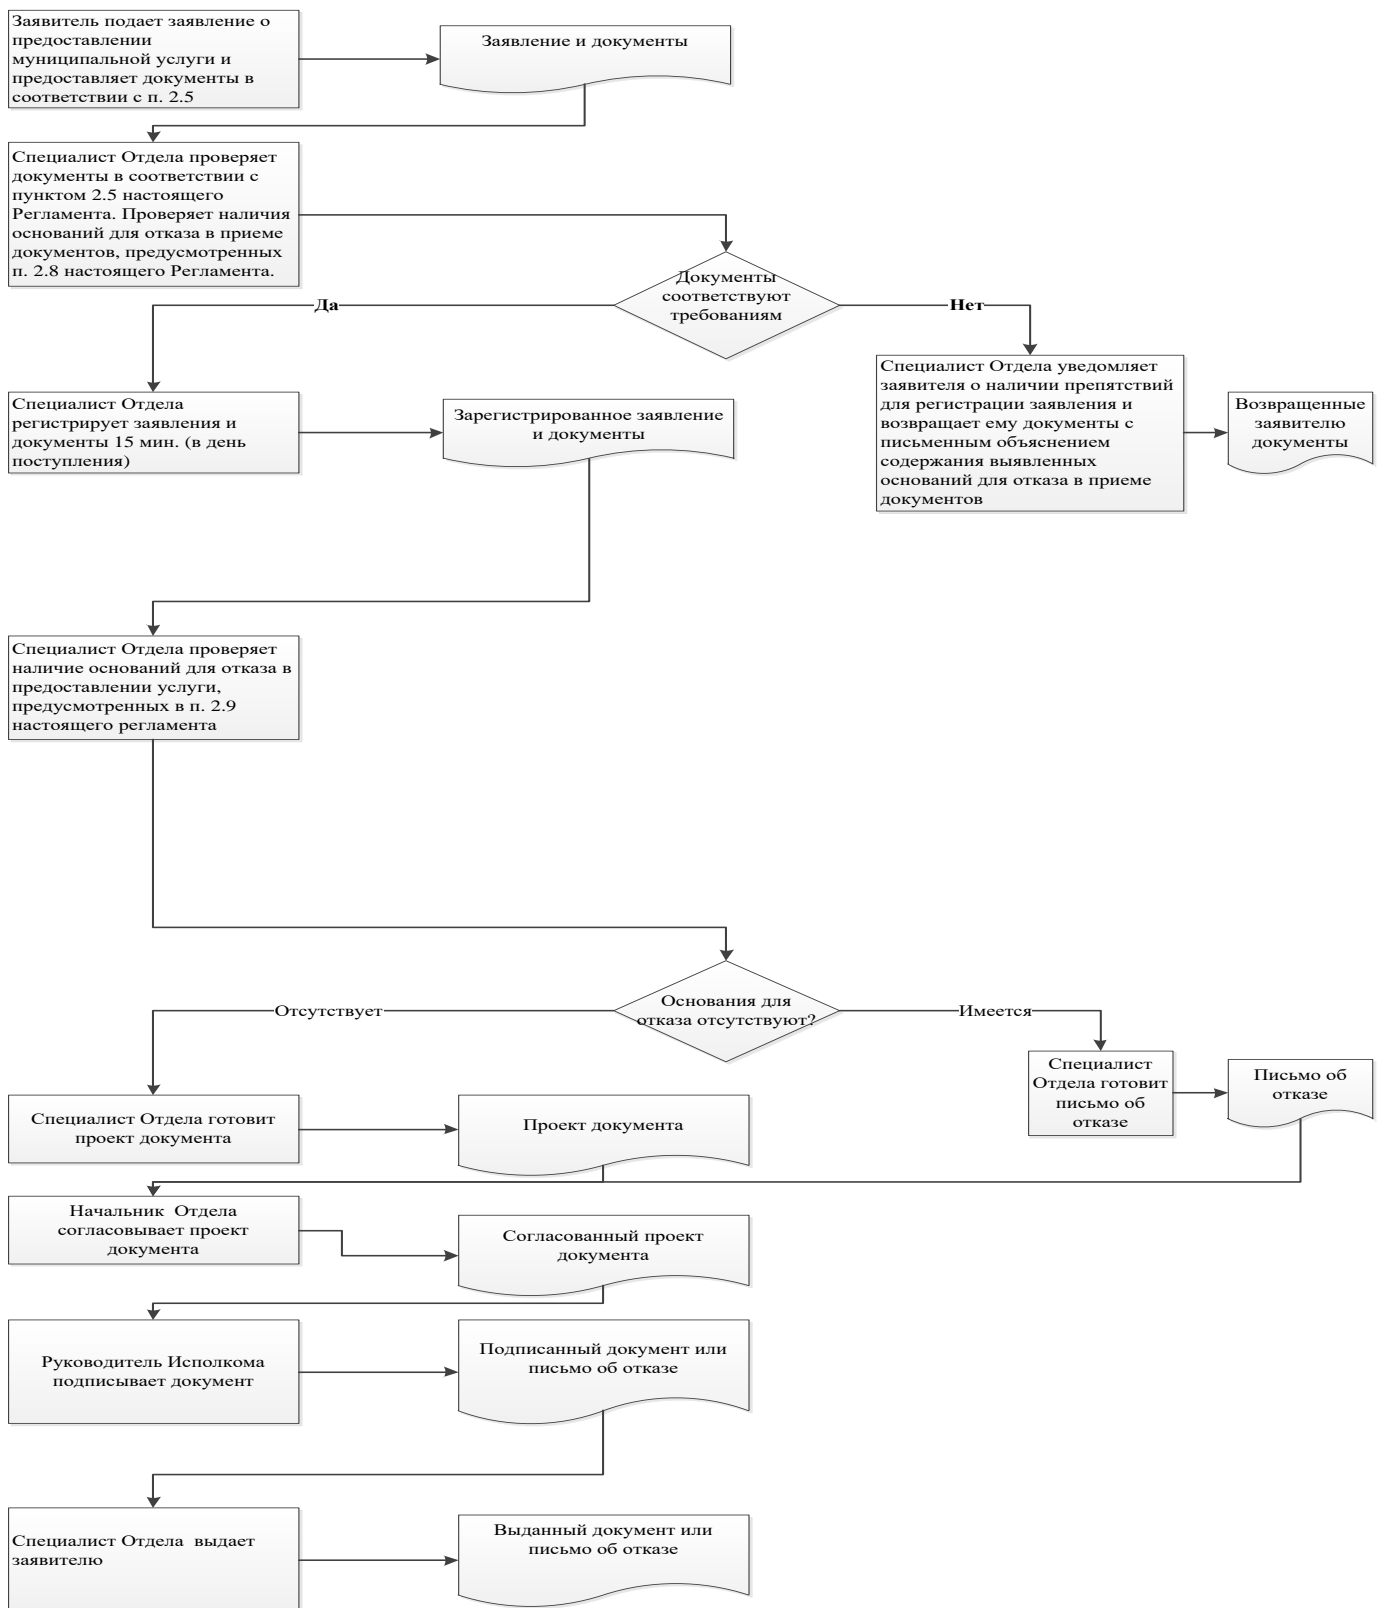 Заявитель подает заявление о
предоставлении
муниципальной услуги и
предоставляет документы в
соответствии с п. 2.5
Заявление и документы
Специалист Отдела проверяет
документы в соответствии с
пунктом 2.5 настоящего
Регламента. Проверяет наличия
оснований для отказа в приеме
документов, предусмотренных
п. 2.8 настоящего Регламента.
Документы
соответствуют
требованиям
Да
Нет
Специалист Отдела
регистрирует заявления и
документы 15 мин. (в день
поступления)
Зарегистрированное заявление
и документы
Специалист Отдела уведомляет
заявителя о наличии препятствий
для регистрации заявления и
возвращает ему документы с
письменным объяснением
содержания выявленных
оснований для отказа в приеме
документов
Возвращенные
заявителю
документы
Специалист Отдела проверяет
наличие оснований для отказа в
предоставлении услуги,
предусмотренных в п. 2.9
настоящего регламента
Основания для
отказа отсутствуют?
Отсутствует
Имеется
Специалист
Отдела готовит
письмо об
отказе
Письмо об
отказе
Специалист Отдела готовит
проект документа
Проект документа
Начальник  Отдела
согласовывает проект
документа
Согласованный проект
документа
Руководитель Исполкома
подписывает документ
Подписанный документ или
письмо об отказе
Специалист Отдела  выдает
заявителю
Выданный документ или
письмо об отказе